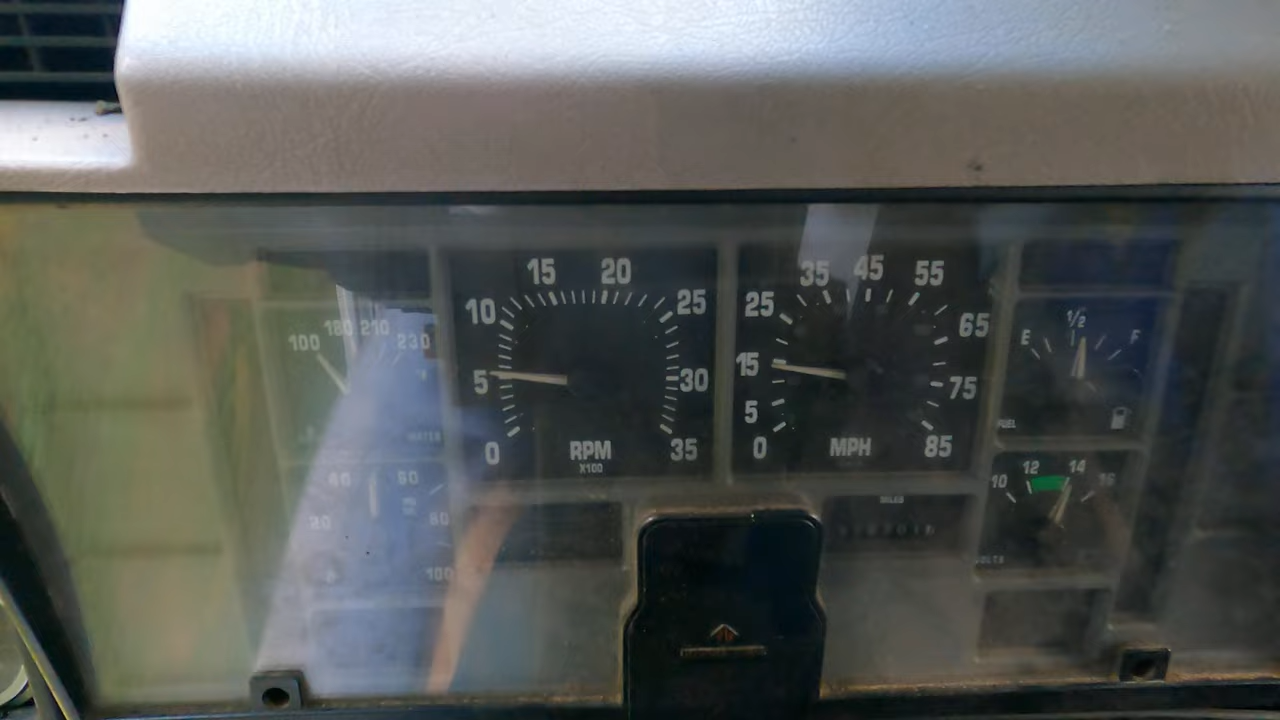 100 180 210 230
WATER
40 60
20 80
100
0 5 10 15 20 25 30 35
RPM
X100
0 5 15 25 35 45 55 65 75 85
MPH
MILES
E 1/2 F
FUEL
10 12 14 16
VOLTS